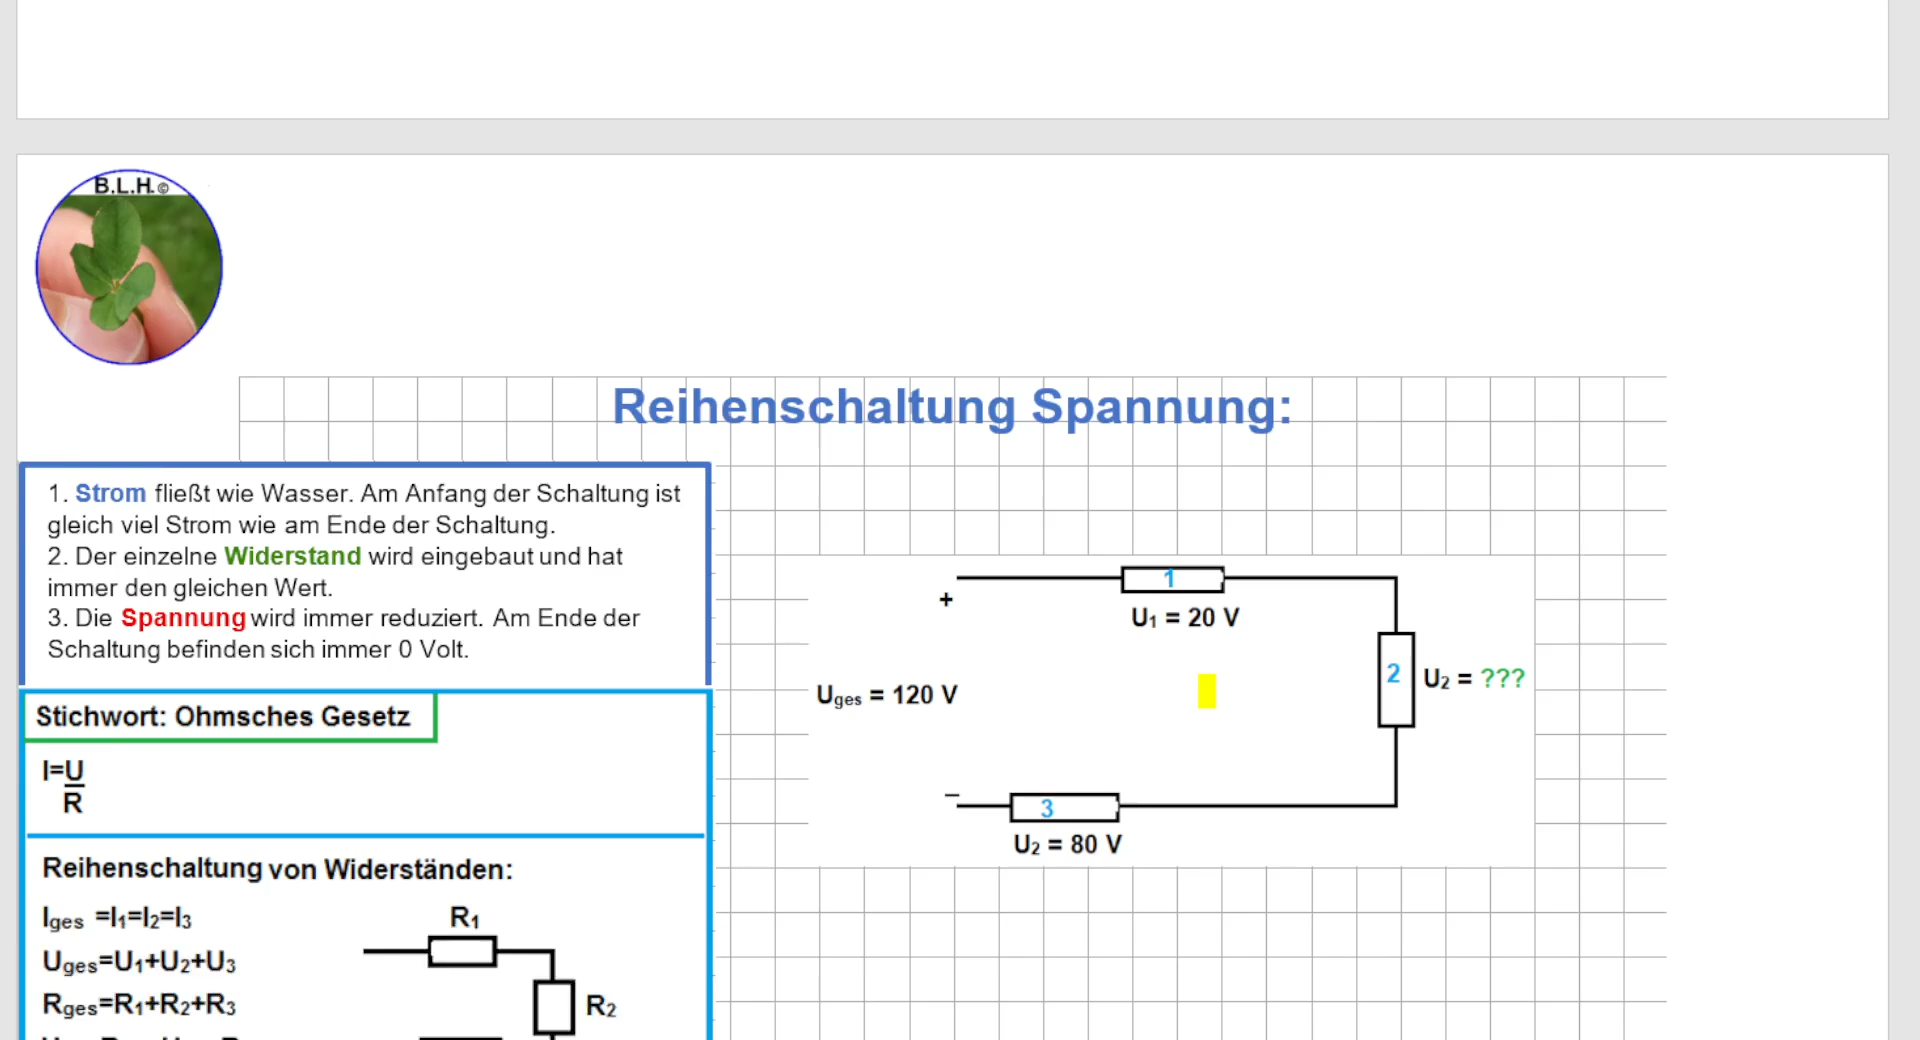 B.L.H.©
Reihenschaltung Spannung:
1. Strom fließt wie Wasser. Am Anfang der Schaltung ist
gleich viel Strom wie am Ende der Schaltung.
2. Der einzelne Widerstand wird eingebaut und hat
immer den gleichen Wert.
3. Die Spannung wird immer reduziert. Am Ende der
Schaltung befinden sich immer 0 Volt.
Stichwort: Ohmsches Gesetz
I=U
R
Reihenschaltung von Widerständen:
Iges =I₁=I₂=I₃
Uges=U₁+U₂+U₃
Rges=R₁+R₂+R₃
R₁
R₂
+
1
U₁ = 20 V
2
U₂ = ???
Uges = 120 V
–
3
U₂ = 80 V